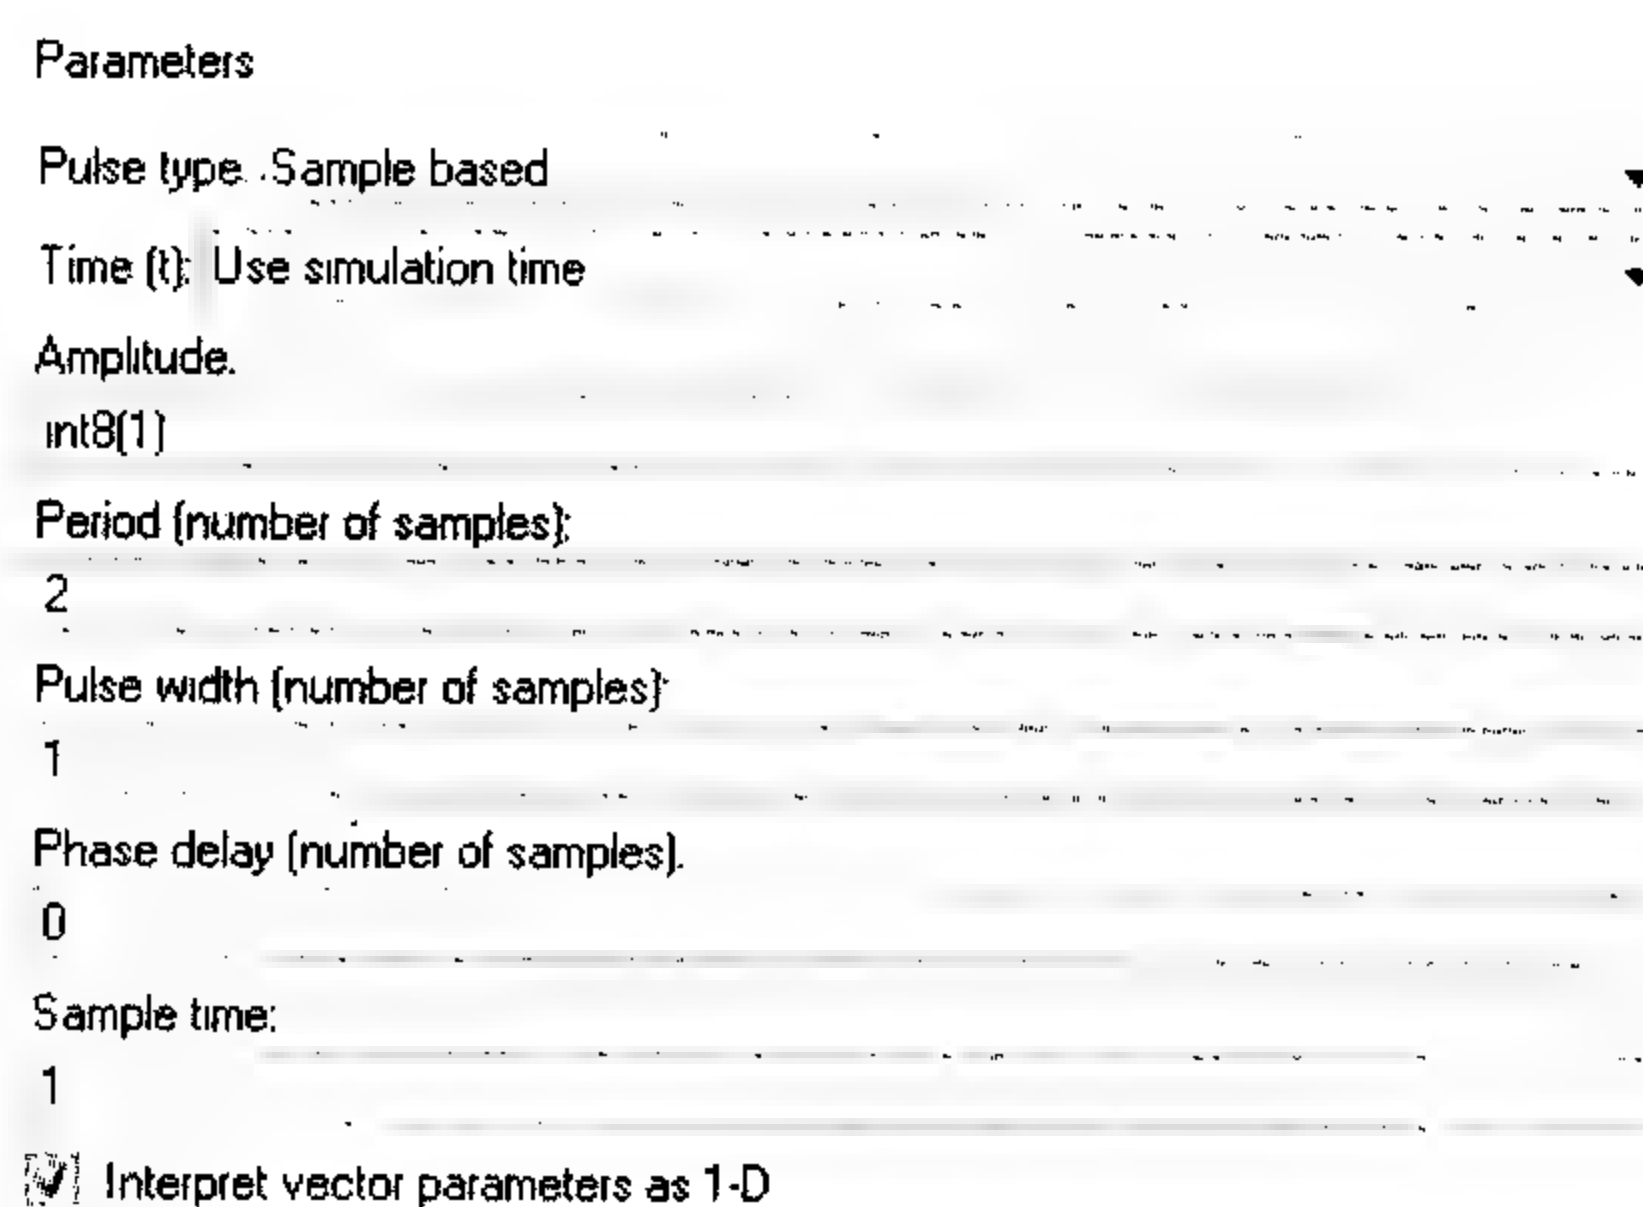 Parameters
Pulse type: Sample based
Time (t): Use simulation time
Amplitude:
int8(1)
Period (number of samples):
2
Pulse width (number of samples):
1
Phase delay (number of samples):
0
Sample time:
1
Interpret vector parameters as 1-D